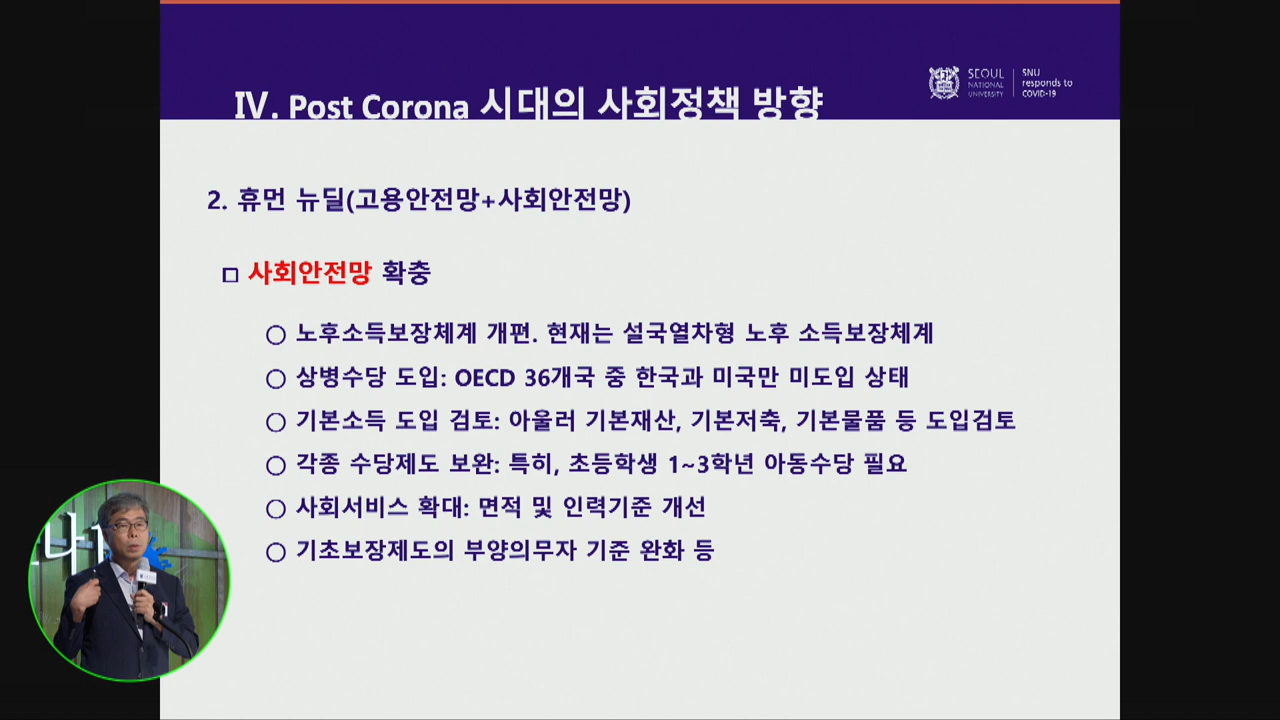 Ⅳ. Post Corona 시대의 사회정책 방향
SEOUL
NATIONAL
UNIVERSITY
SNU
responds to
COVID-19
2. 휴먼 뉴딜(고용안전망+사회안전망)
사회안전망 확충
노후소득보장체계 개편. 현재는 설국열차형 노후 소득보장체계
상병수당 도입: OECD 36개국 중 한국과 미국만 미도입 상태
기본소득 도입 검토: 아울러 기본재산, 기본저축, 기본물품 등 도입검토
각종 수당제도 보완: 특히, 초등학생 1~3학년 아동수당 필요
사회서비스 확대: 면적 및 인력기준 개선
기초보장제도의 부양의무자 기준 완화 등